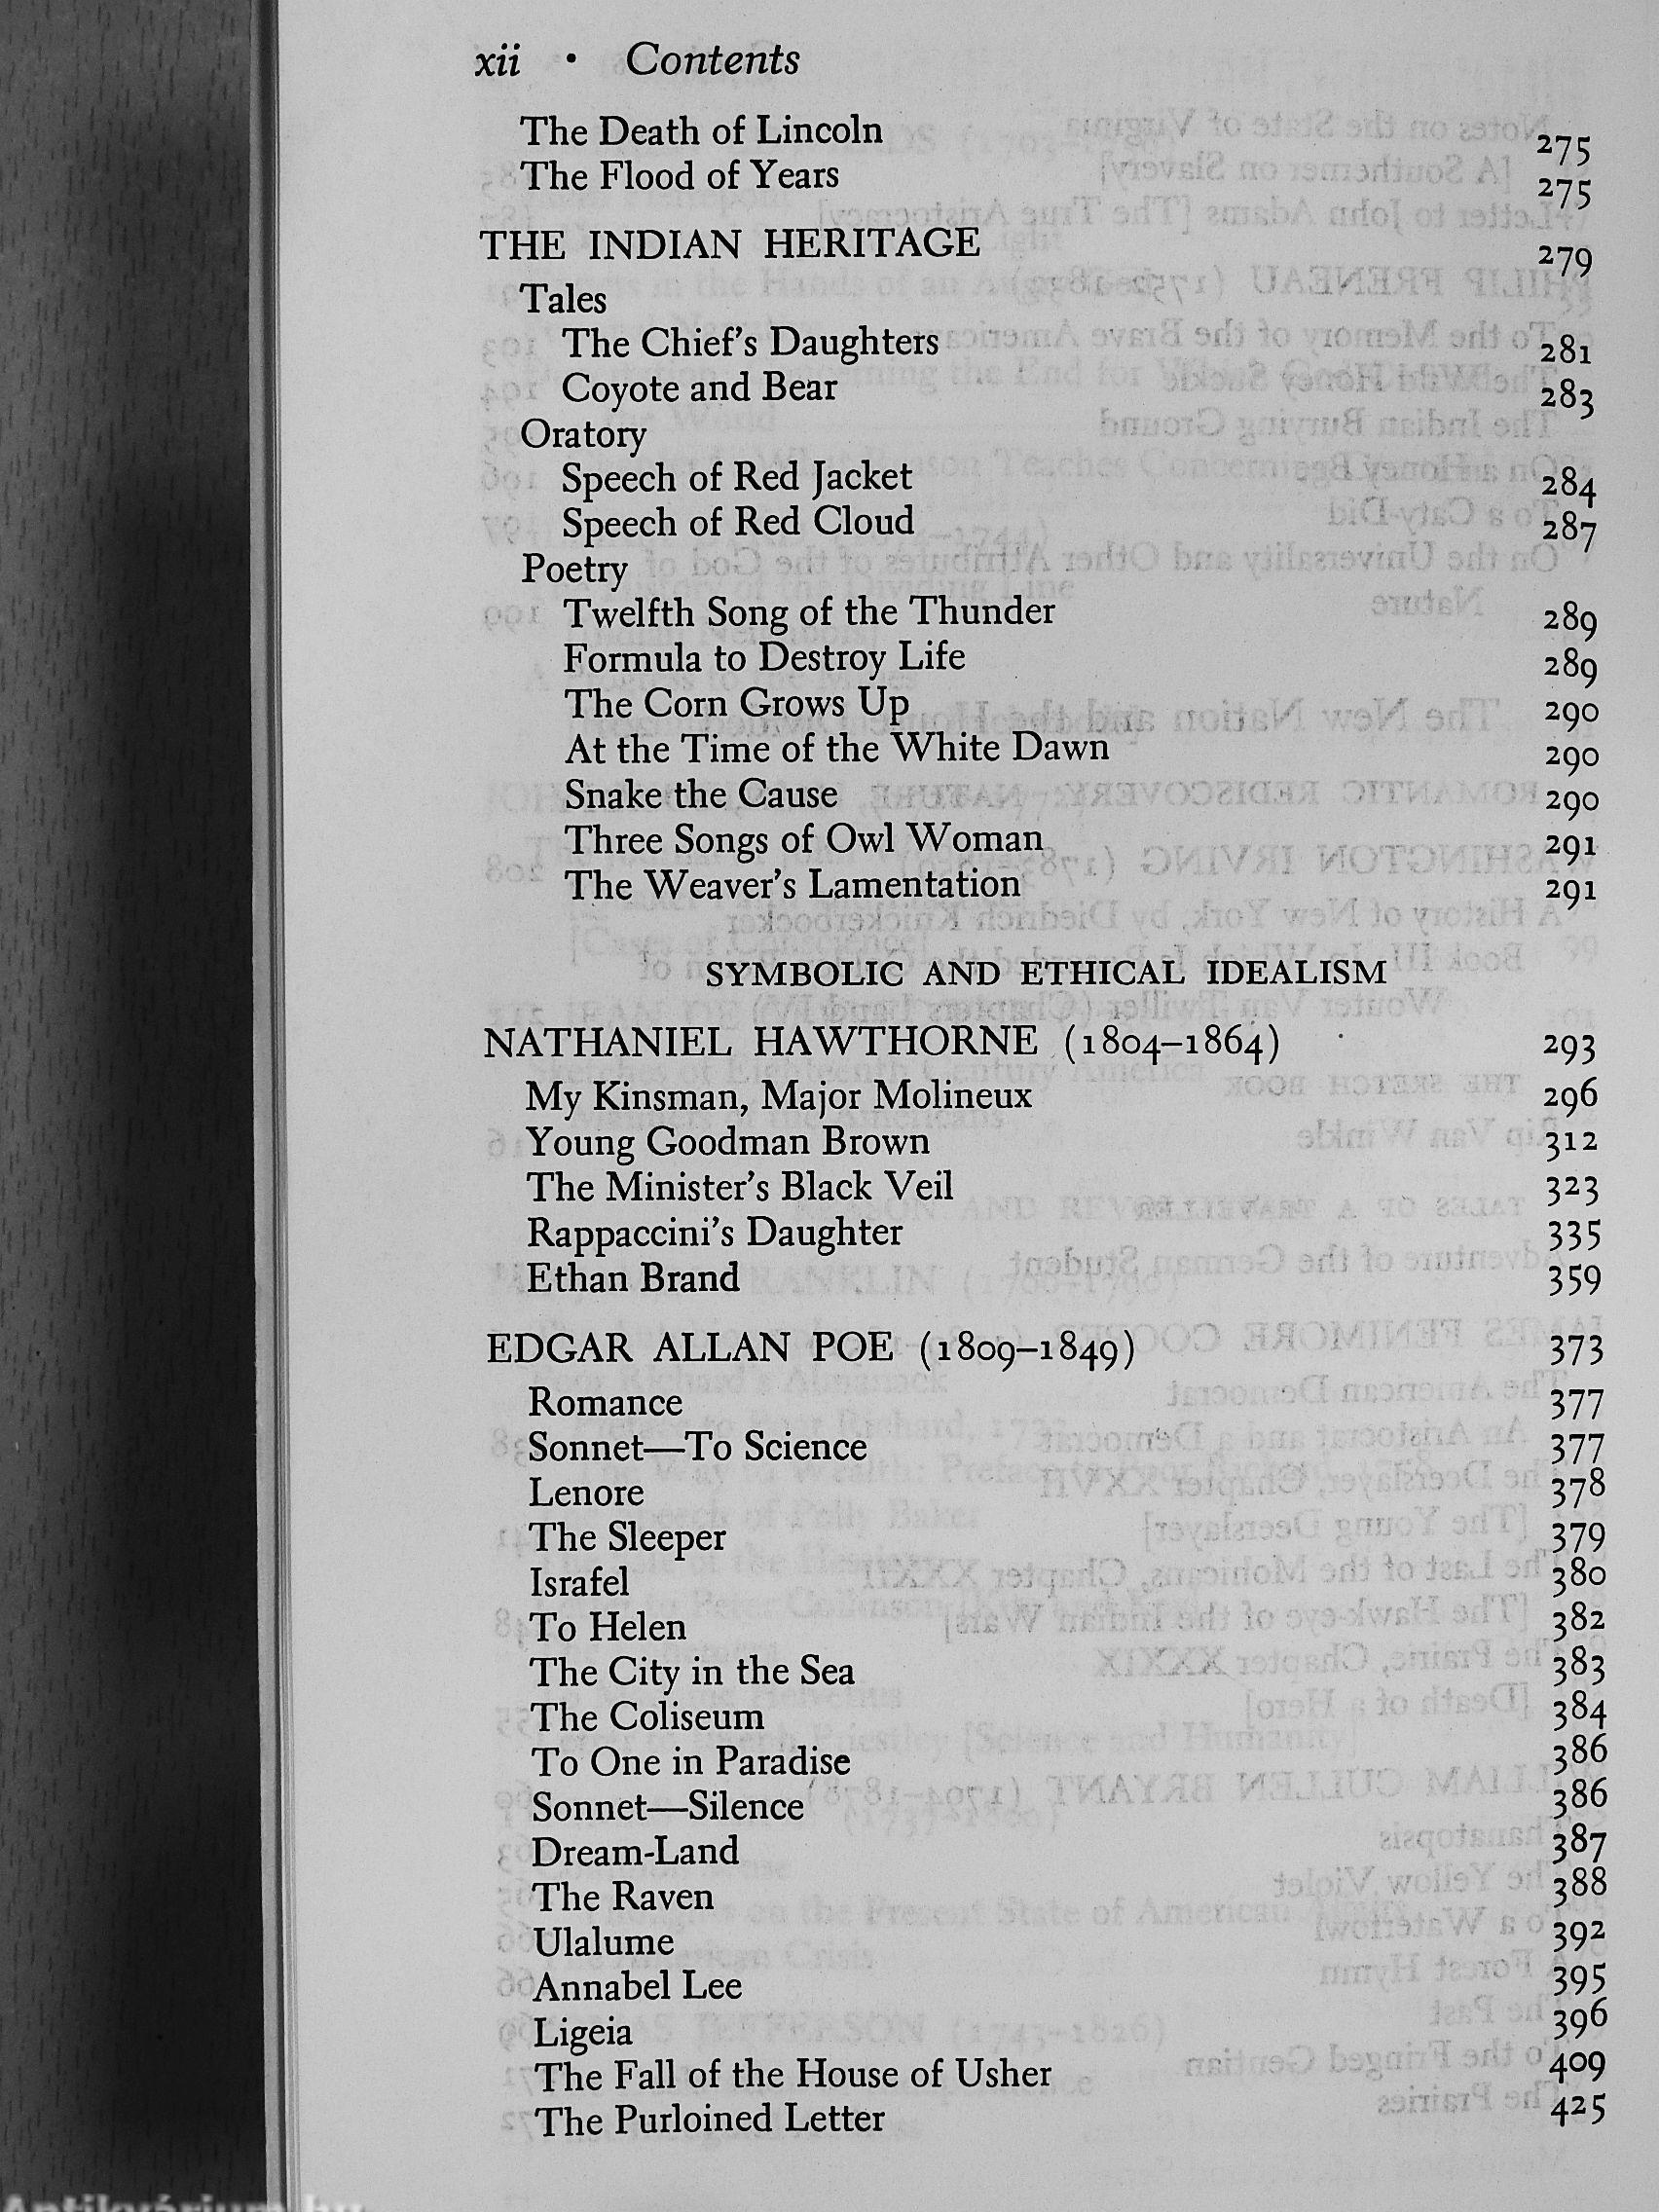 xii • Contents
The Death of Lincoln 275
The Flood of Years 275
THE INDIAN HERITAGE 279
Tales
The Chief's Daughters 281
Coyote and Bear 283
Oratory
Speech of Red Jacket 284
Speech of Red Cloud 287
Poetry
Twelfth Song of the Thunder 289
Formula to Destroy Life 289
The Corn Grows Up 290
At the Time of the White Dawn 290
Snake the Cause 290
Three Songs of Owl Woman 291
The Weaver's Lamentation 291
SYMBOLIC AND ETHICAL IDEALISM
NATHANIEL HAWTHORNE (1804–1864) 293
My Kinsman, Major Molineux 296
Young Goodman Brown 312
The Minister's Black Veil 323
Rappaccini's Daughter 335
Ethan Brand 359
EDGAR ALLAN POE (1809–1849) 373
Romance 377
Sonnet—To Science 377
Lenore 378
The Sleeper 379
Israfel 380
To Helen 382
The City in the Sea 383
The Coliseum 384
To One in Paradise 386
Sonnet—Silence 386
Dream-Land 387
The Raven 388
Ulalume 392
Annabel Lee 395
Ligeia 396
The Fall of the House of Usher 409
The Purloined Letter 425